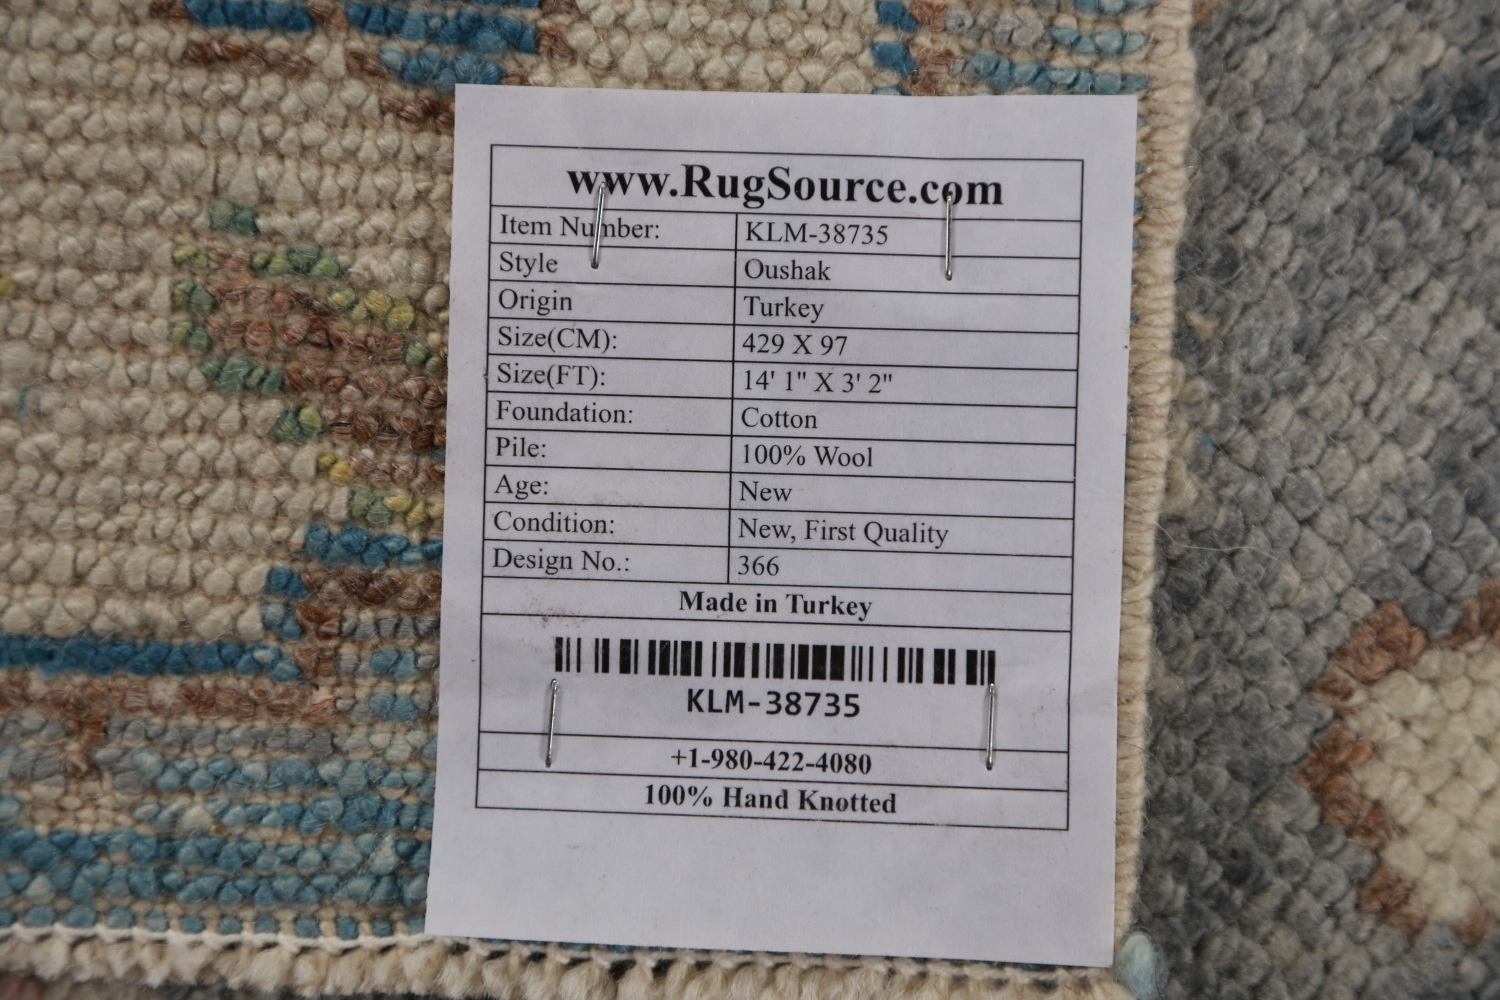 www.RugSource.com
Item Number: KLM-38735
Style Oushak
Origin Turkey
Size(CM): 429 X 97
Size(FT): 14' 1" X 3' 2"
Foundation: Cotton
Pile: 100% Wool
Age: New
Condition: New, First Quality
Design No.: 366
Made in Turkey
KLM-38735
+1-980-422-4080
100% Hand Knotted